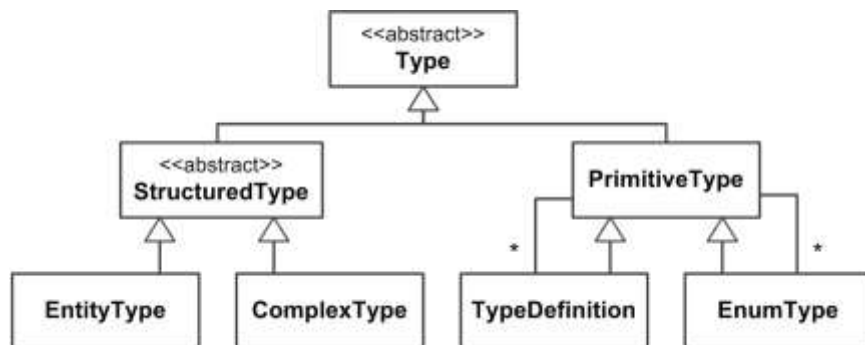 <<abstract>>
Type
<<abstract>>
StructuredType
PrimitiveType
*
*
EntityType
ComplexType
TypeDefinition
EnumType